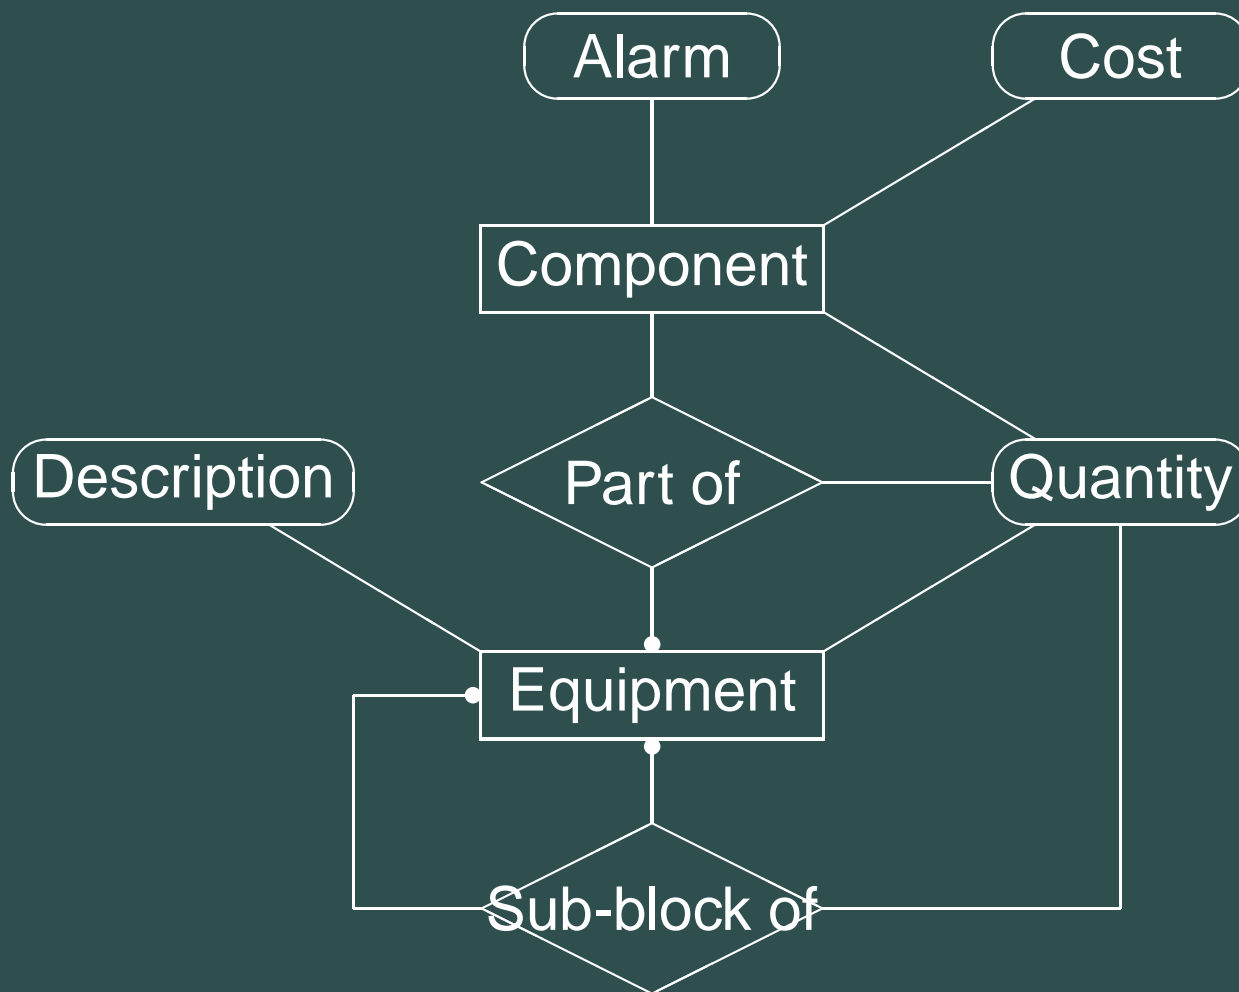 Alarm
Cost
Component
Description
Part of
Quantity
Equipment
Sub-block of